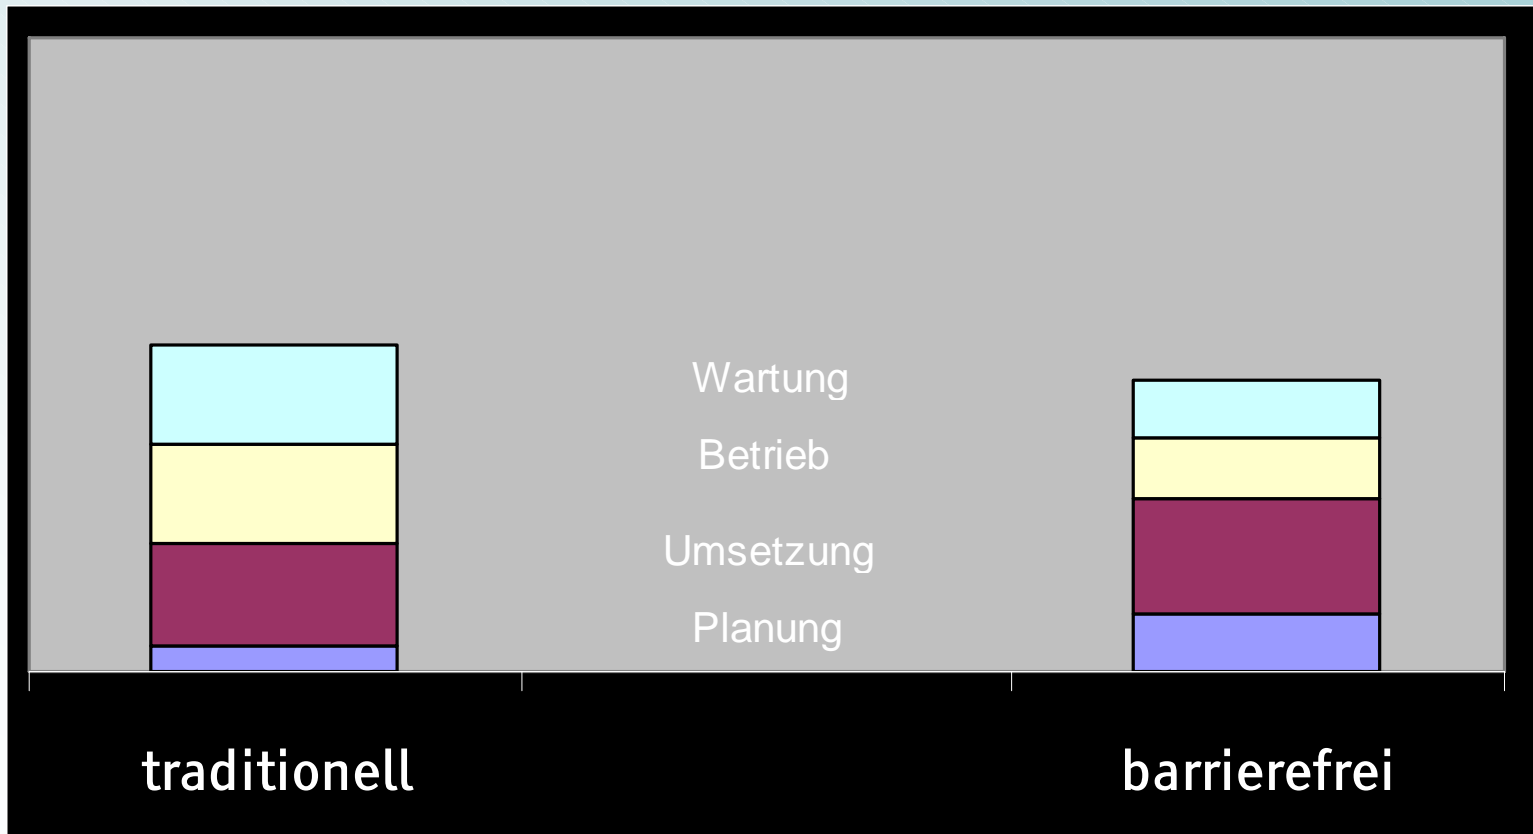 Wartung
Betrieb
Umsetzung
Planung
traditionell
barrierefrei